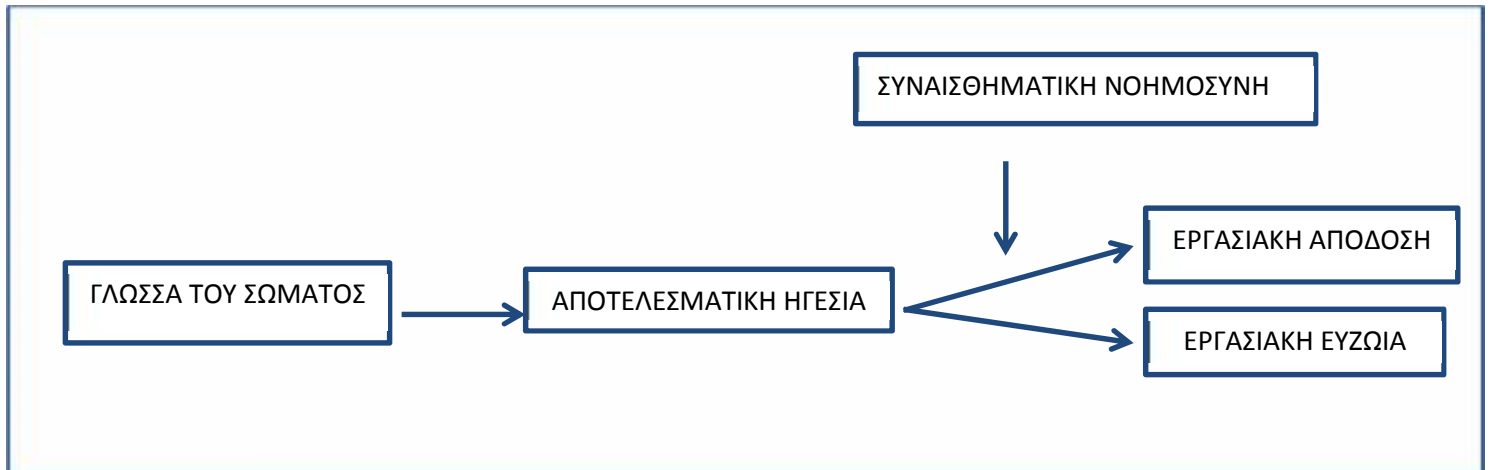 ΣΥΝΑΙΣΘΗΜΑΤΙΚΗ ΝΟΗΜΟΣΥΝΗ
ΕΡΓΑΣΙΑΚΗ ΑΠΟΔΟΣΗ
ΓΛΩΣΣΑ ΤΟΥ ΣΩΜΑΤΟΣ
ΑΠΟΤΕΛΕΣΜΑΤΙΚΗ ΗΓΕΣΙΑ
ΕΡΓΑΣΙΑΚΗ ΕΥΖΩΙΑ